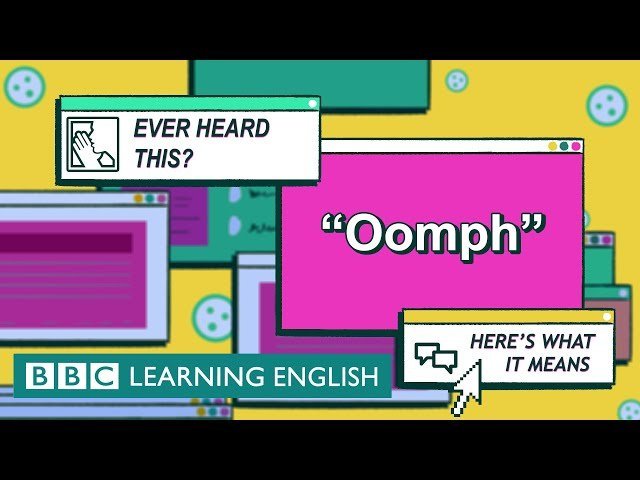 EVER HEARD
THIS?
“Oomph”
HERE’S WHAT
IT MEANS
BBC LEARNING ENGLISH